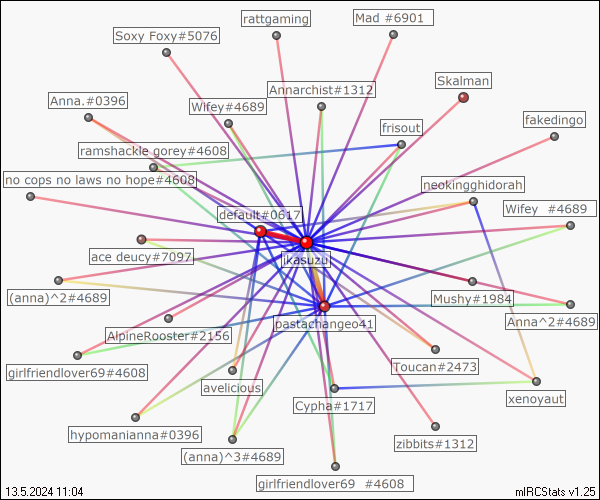 rattgaming
Mad #6901
Soxy Foxy#5076
Skalman
Annarchist#1312
Anna.#0396
Wifey#4689
fakedingo
frisout
ramshackle gorey#4608
no cops no laws no hope#4608
neokingghidorah
Wifey #4689
default#0617
ace deucy#7097
jikasuzu
(anna)^2#4689
Mushy#1984
Anna^2#4689
pastachangeo41
AlpineRooster#2156
Toucan#2473
girlfriendlover69#4608
avelicious
xenoyaut
Cypha#1717
hypomanianna#0396
zibbits#1312
(anna)^3#4689
girlfriendlover69 #4608
13.5.2024 11:04
mIRCStats v1.25